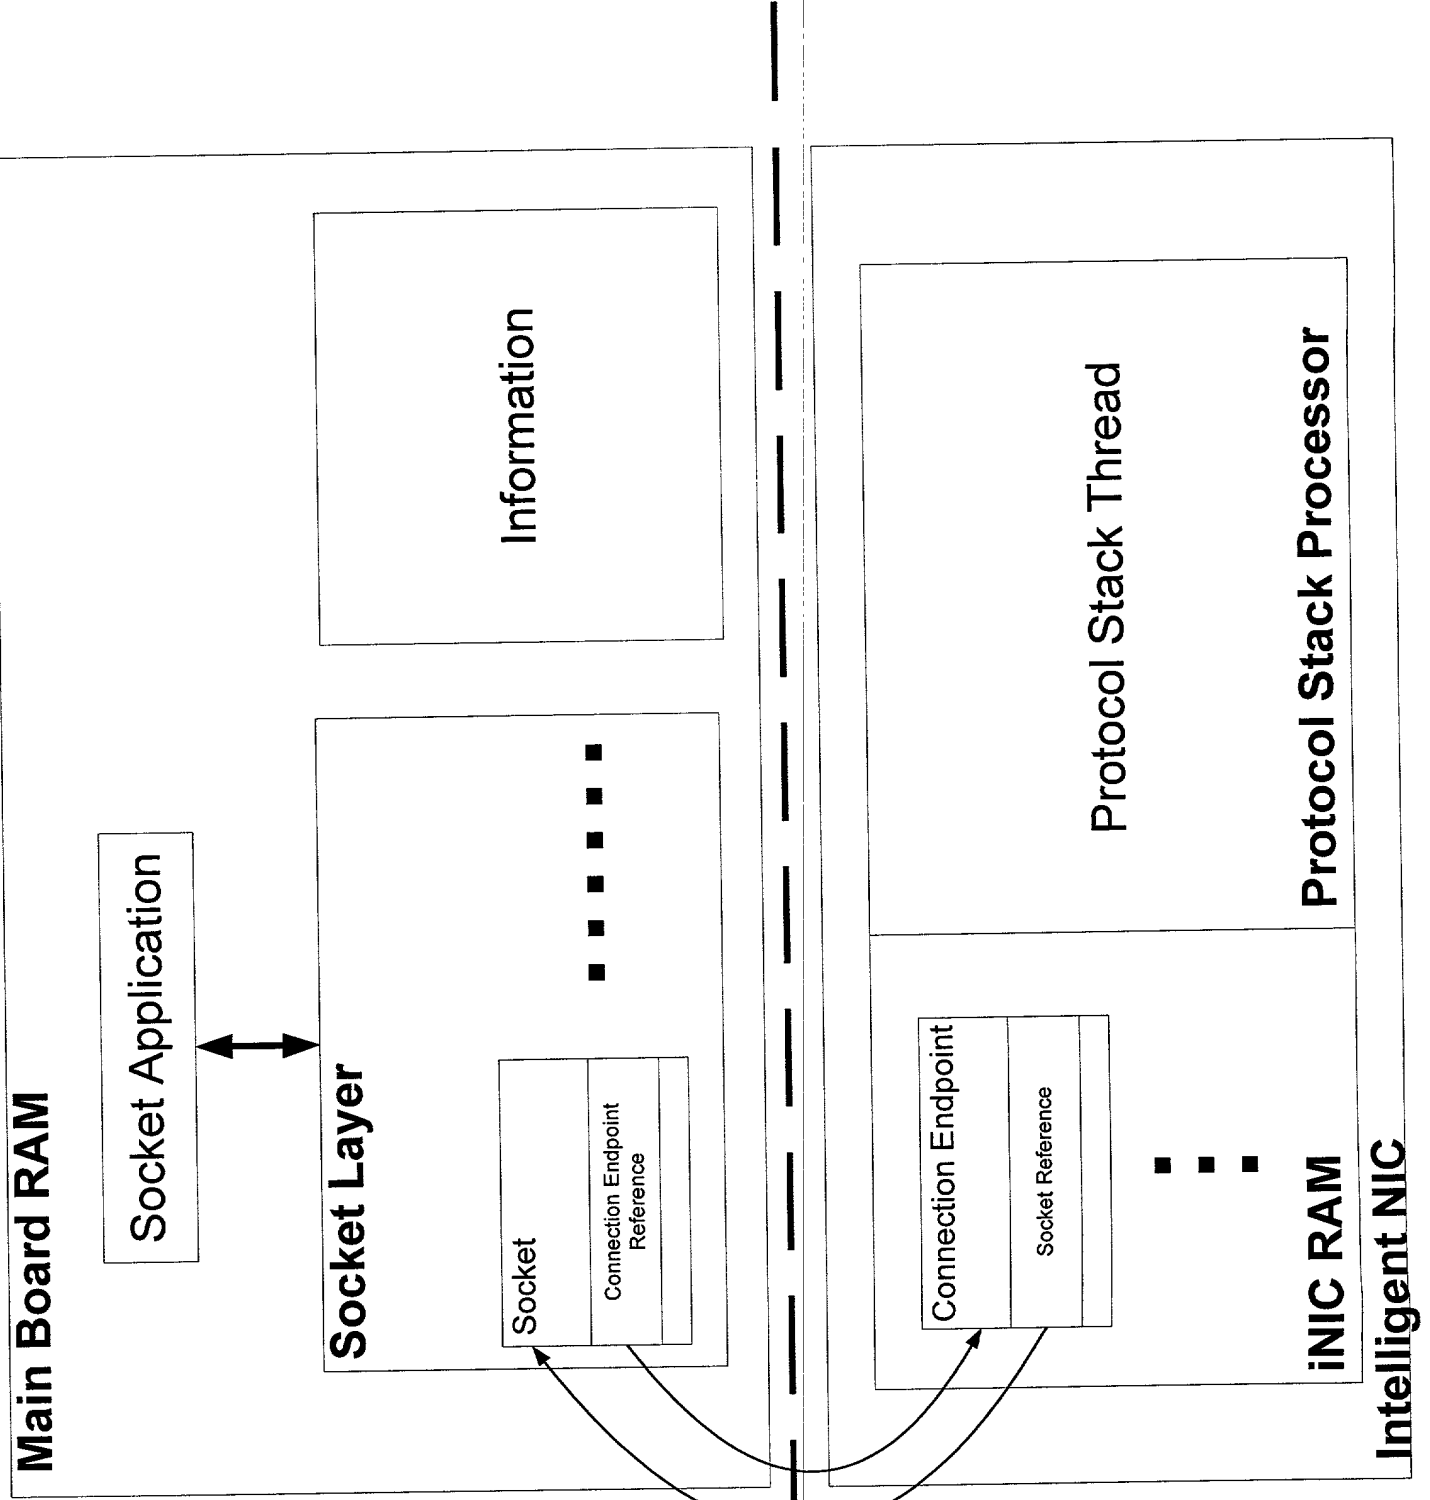 Main Board RAM
Socket Application
Socket Layer
Socket
Connection Endpoint
Reference
Information
Connection Endpoint
Socket Reference
iNIC RAM
Protocol Stack Thread
Protocol Stack Processor
Intelligent NIC